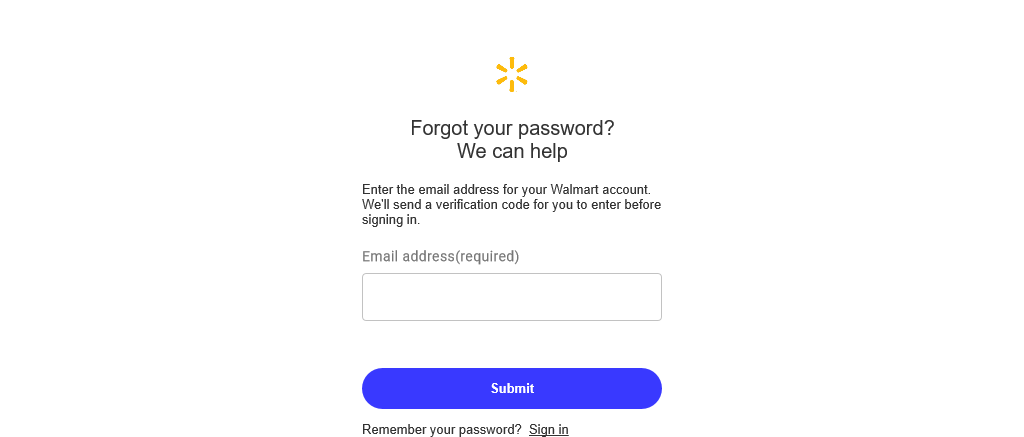 Forgot your password?
We can help
Enter the email address for your Walmart account.
We'll send a verification code for you to enter before
signing in.
Email address(required)
Submit
Remember your password? Sign in